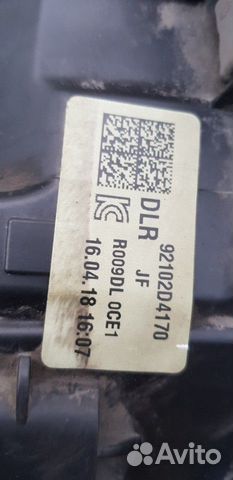 92102D4170
DLR JF
R009DL 0CE1
16.04.18 16:07
Avito